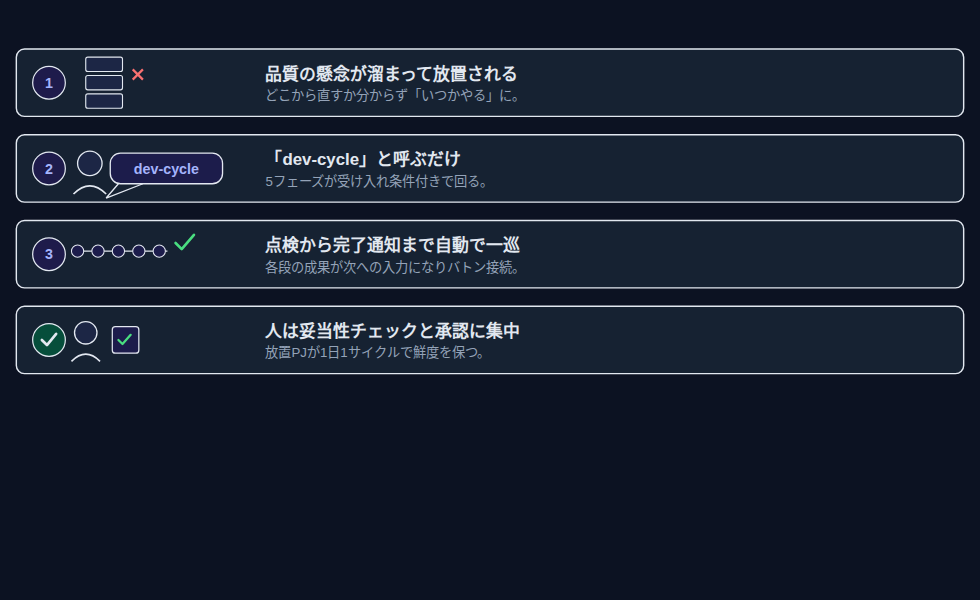 1
品質の懸念が溜まって放置される
どこから直すか分からず「いつかやる」に。
2
dev-cycle
「dev-cycle」と呼ぶだけ
5フェーズが受け入れ条件付きで回る。
3
点検から完了通知まで自動で一巡
各段の成果が次への入力になりバトン接続。
人は妥当性チェックと承認に集中
放置PJが1日1サイクルで鮮度を保つ。